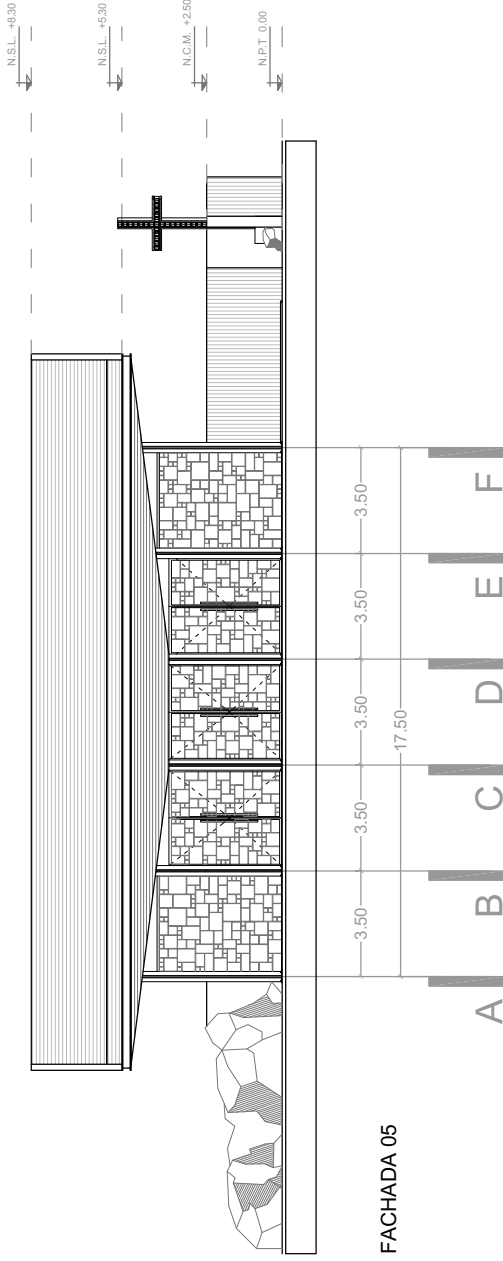 N.S.L. +8.30
N.S.L. +5.30
N.C.M. +2.50
N.P.T 0.00
3.50 3.50 3.50 3.50 3.50
17.50
A B C D E F
FACHADA 05